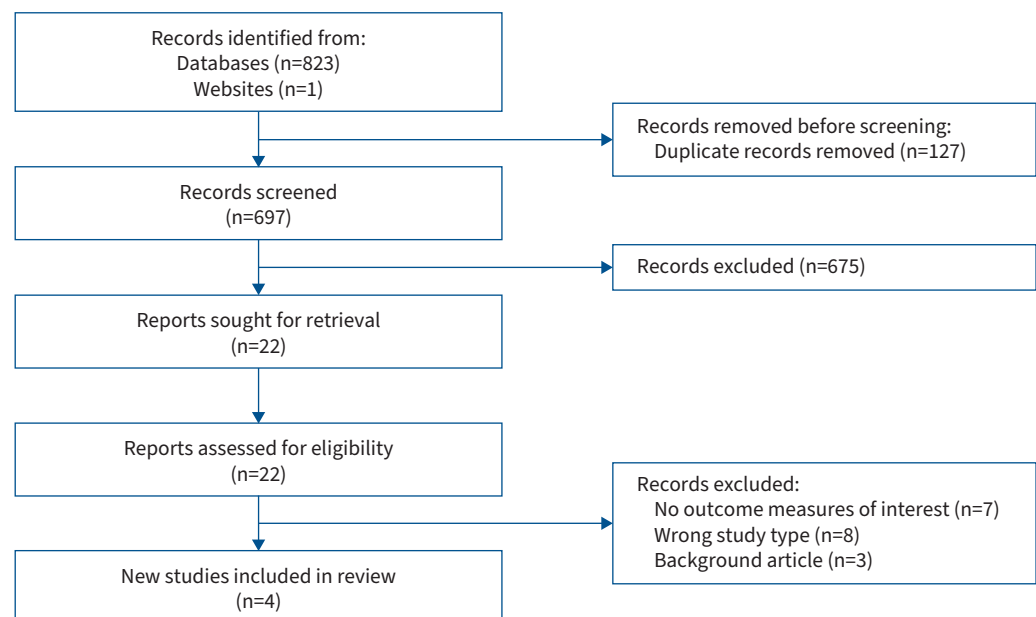 Records identified from:
Databases (n=823)
Websites (n=1)
Records removed before screening:
Duplicate records removed (n=127)
Records screened
(n=697)
Records excluded (n=675)
Reports sought for retrieval
(n=22)
Reports assessed for eligibility
(n=22)
Records excluded:
No outcome measures of interest (n=7)
Wrong study type (n=8)
Background article (n=3)
New studies included in review
(n=4)